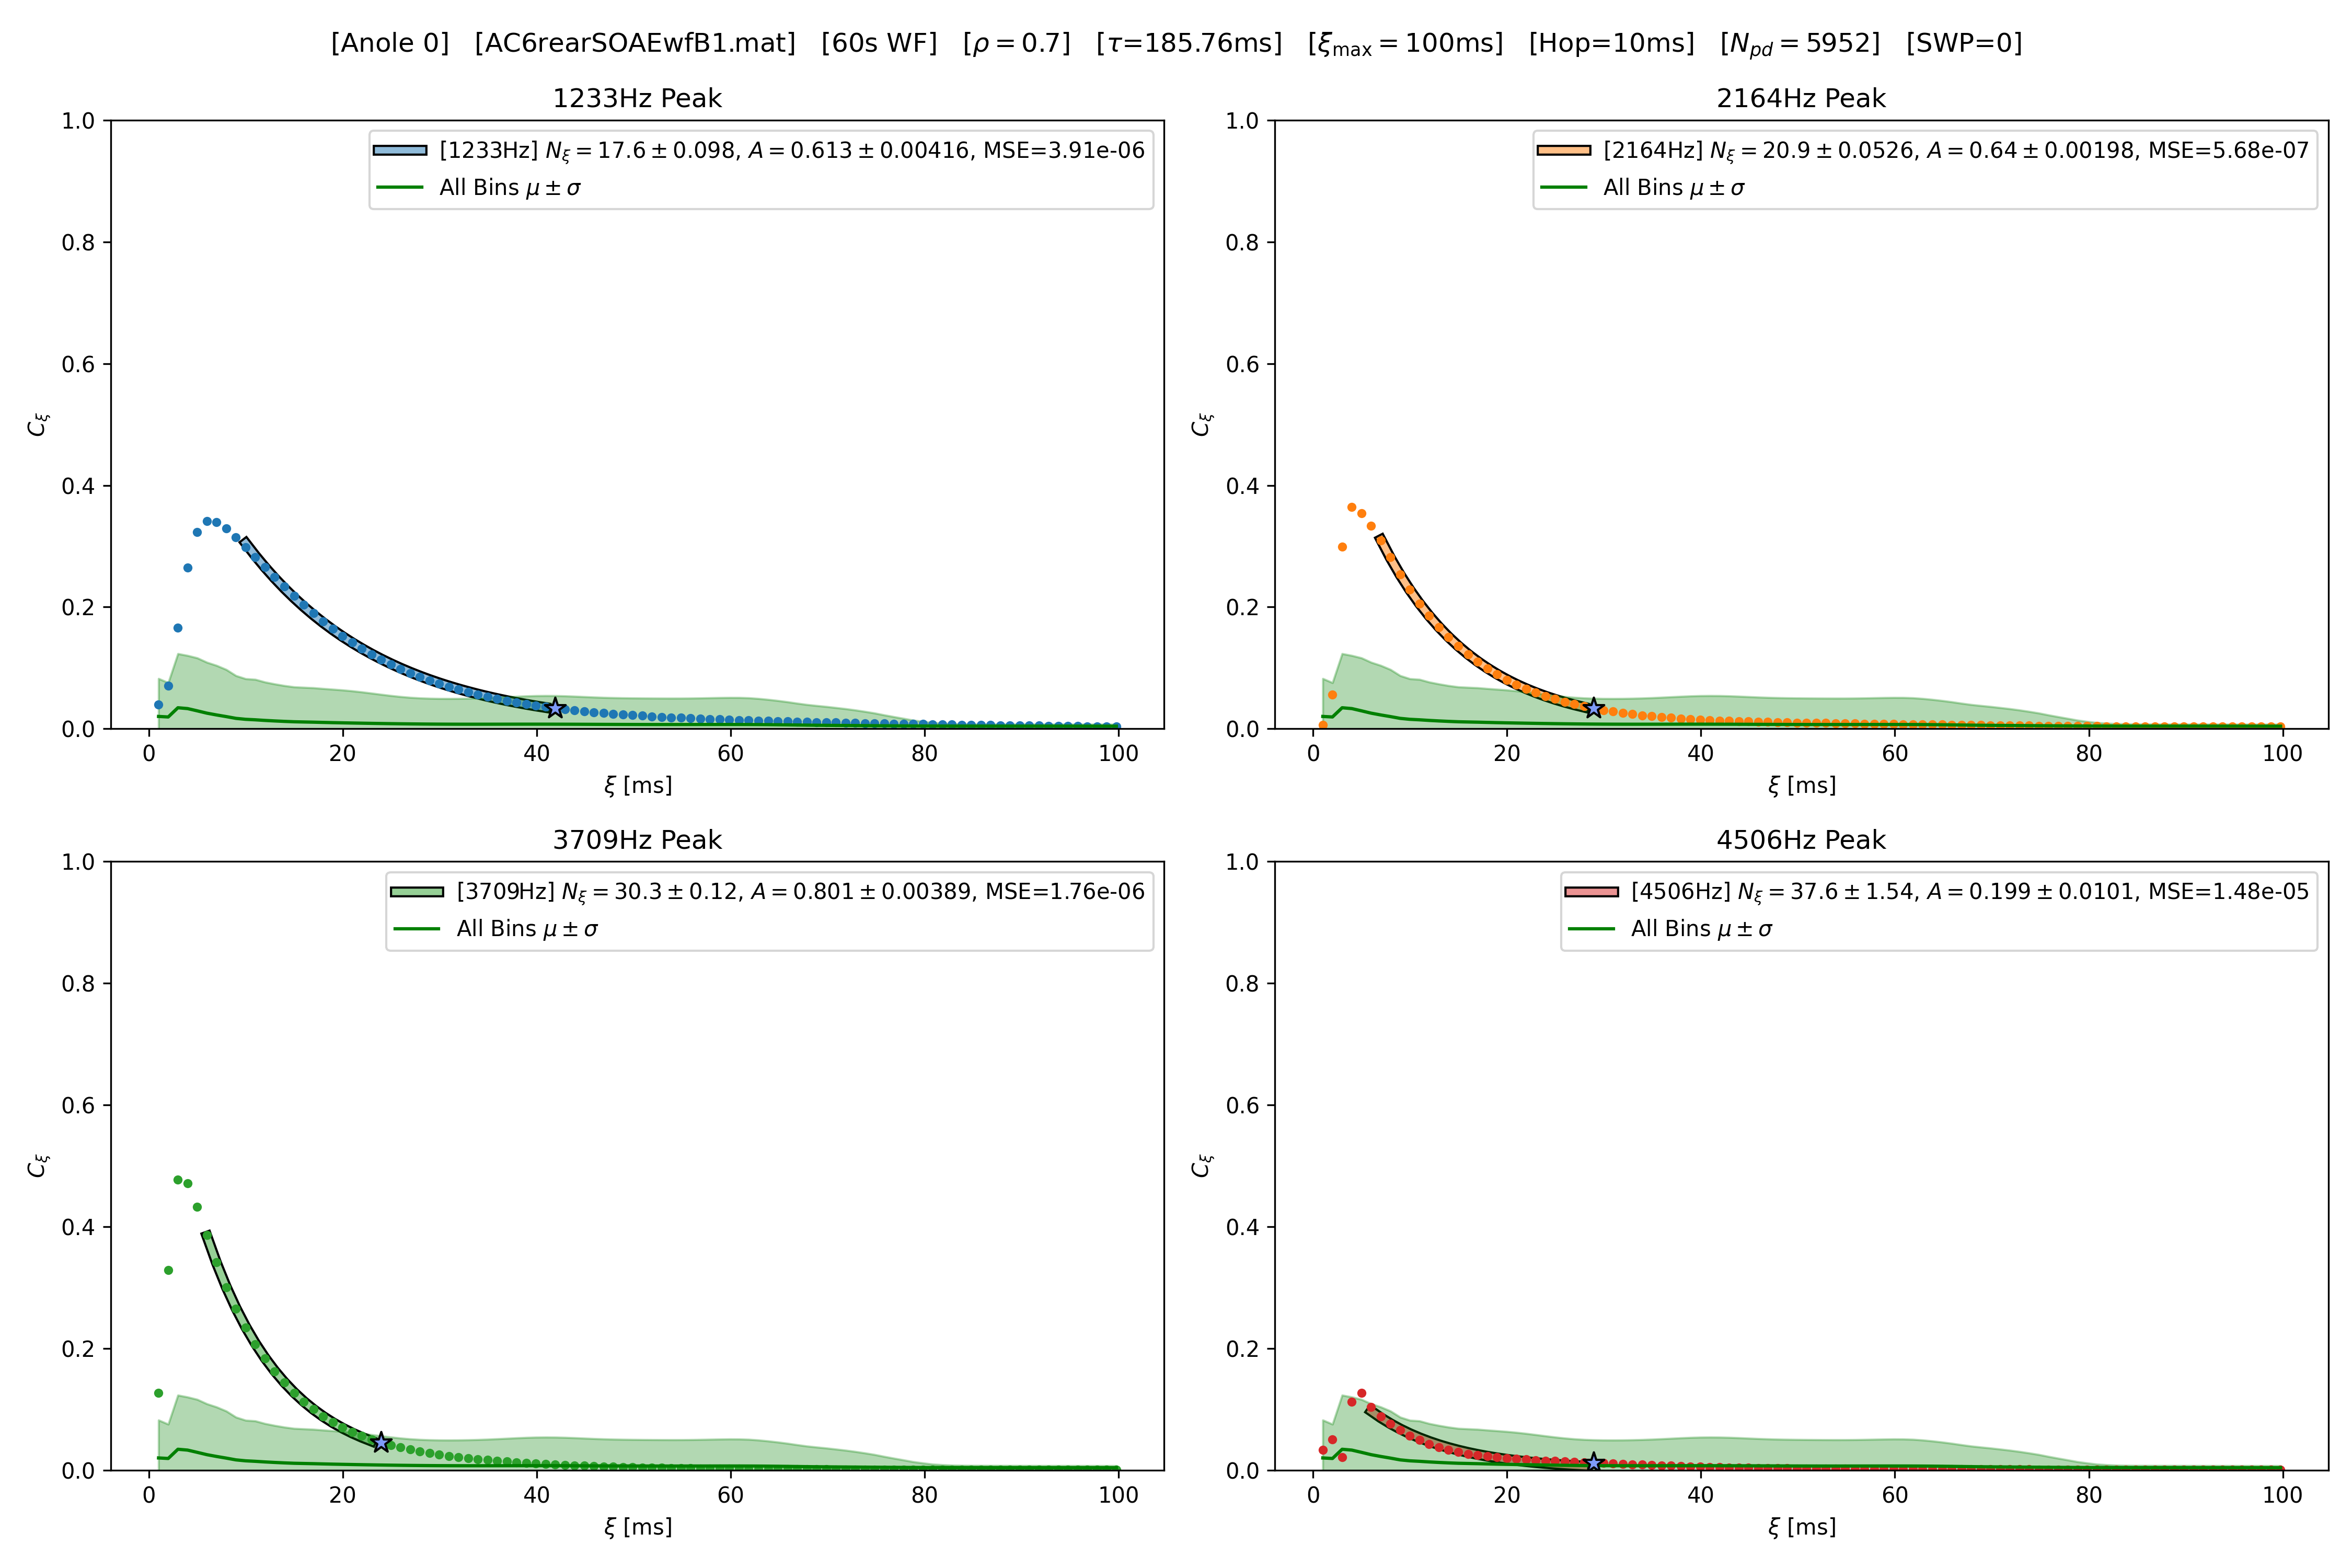 [Anole 0] [AC6rearSOAEwfB1.mat] [60s WF] [ρ = 0.7] [τ=185.76ms] [ξmax = 100ms] [Hop=10ms] [Npd = 5952] [SWP=0]
1233Hz Peak
[1233Hz] Nξ = 17.6 ± 0.098, A = 0.613 ± 0.00416, MSE=3.91e-06
All Bins μ ± σ
1.0
0.8
0.6
0.4
0.2
0.0
Cξ
0 20 40 60 80 100
ξ [ms]
2164Hz Peak
[2164Hz] Nξ = 20.9 ± 0.0526, A = 0.64 ± 0.00198, MSE=5.68e-07
All Bins μ ± σ
1.0
0.8
0.6
0.4
0.2
0.0
Cξ
0 20 40 60 80 100
ξ [ms]
3709Hz Peak
[3709Hz] Nξ = 30.3 ± 0.12, A = 0.801 ± 0.00389, MSE=1.76e-06
All Bins μ ± σ
1.0
0.8
0.6
0.4
0.2
0.0
Cξ
0 20 40 60 80 100
ξ [ms]
4506Hz Peak
[4506Hz] Nξ = 37.6 ± 1.54, A = 0.199 ± 0.0101, MSE=1.48e-05
All Bins μ ± σ
1.0
0.8
0.6
0.4
0.2
0.0
Cξ
0 20 40 60 80 100
ξ [ms]